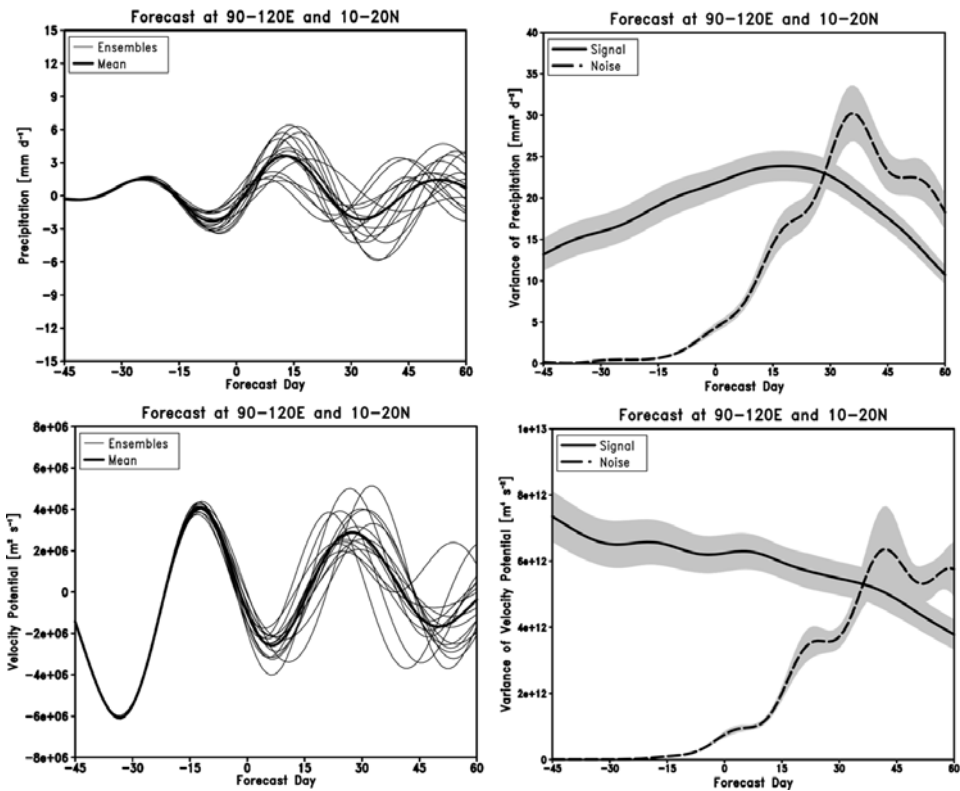 Forecast at 90-120E and 10-20N
Ensembles
Mean
Precipitation [mm d⁻¹]
15
12
9
6
3
0
-3
-6
-9
-12
-15
-45 -30 -15 0 15 30 45 60
Forecast Day
Forecast at 90-120E and 10-20N
Signal
Noise
Variance of Precipitation [mm² d⁻²]
40
35
30
25
20
15
10
5
0
-45 -30 -15 0 15 30 45 60
Forecast Day
Forecast at 90-120E and 10-20N
Ensembles
Mean
Velocity Potential [m² s⁻¹]
8e+06
6e+06
4e+06
2e+06
0
-2e+06
-4e+06
-6e+06
-8e+06
-45 -30 -15 0 15 30 45 60
Forecast Day
Forecast at 90-120E and 10-20N
Signal
Noise
Variance of Velocity Potential [m⁴ s⁻²]
1e+13
8e+12
6e+12
4e+12
2e+12
0
-45 -30 -15 0 15 30 45 60
Forecast Day